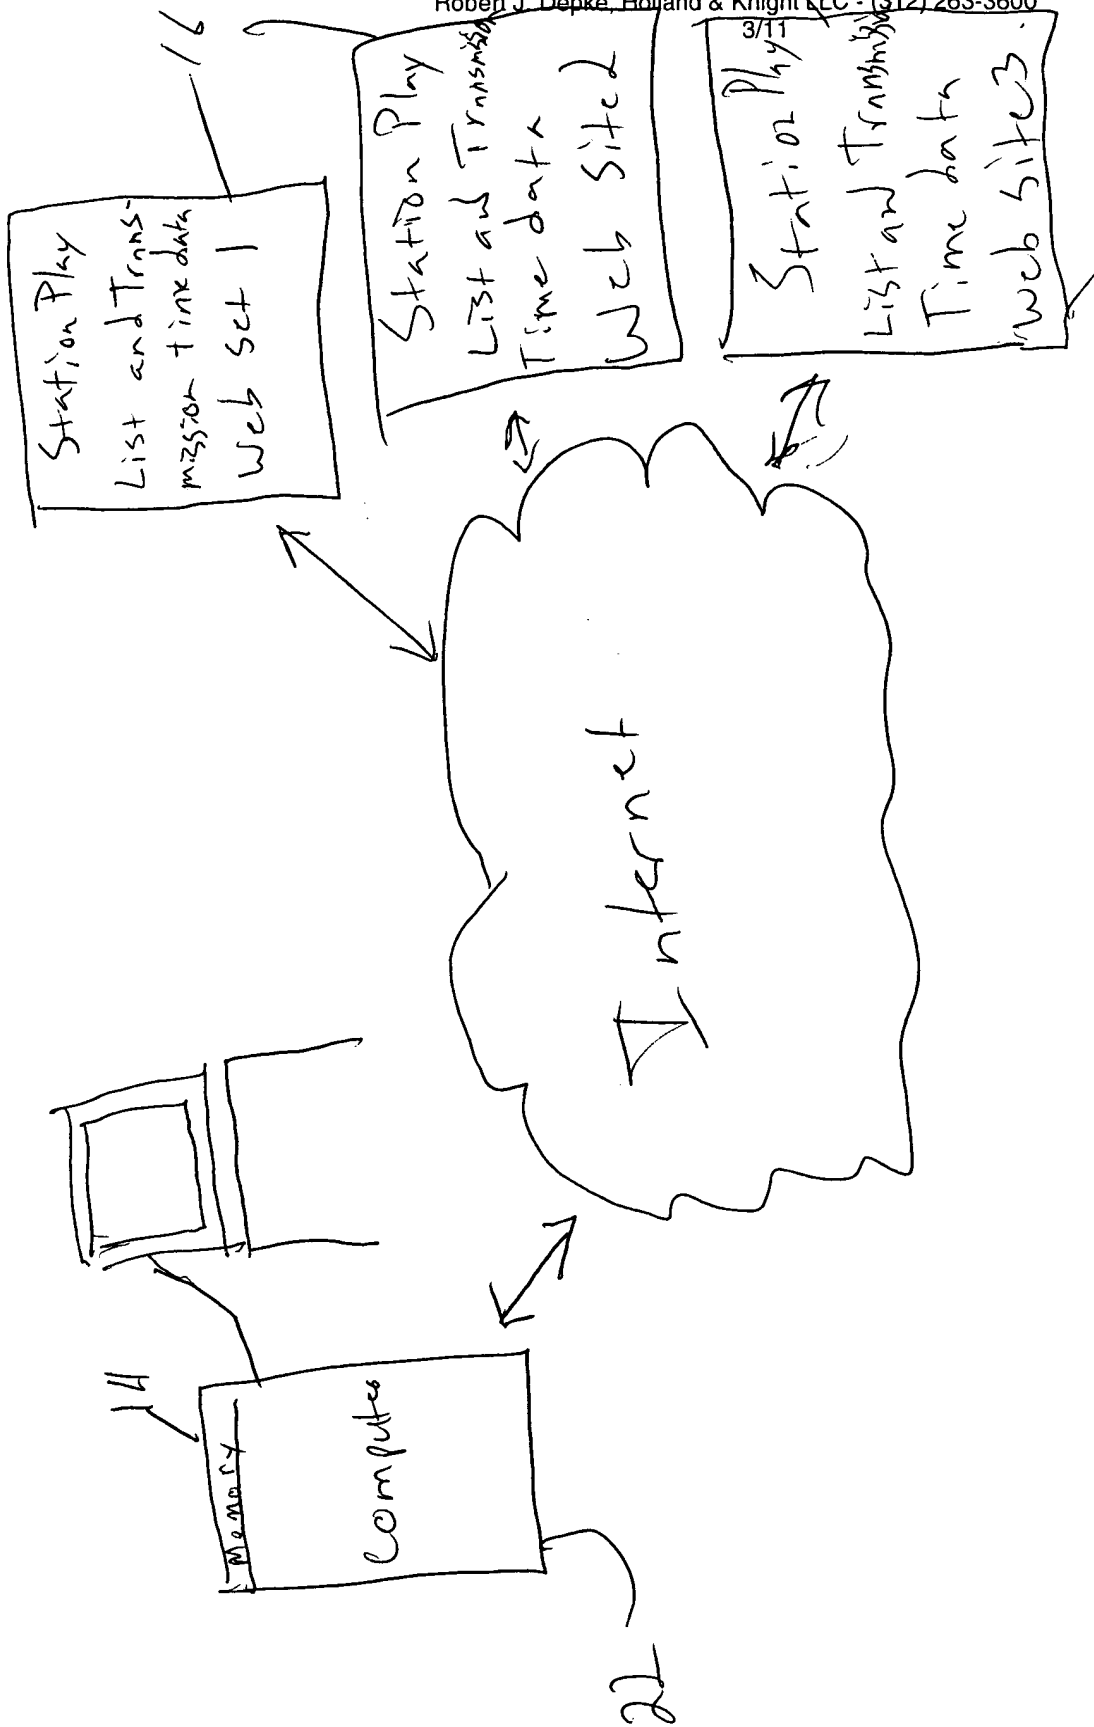 Robert J. Depke, Holland & Knight LLC - (312) 263-3600
3/11
16
Station Play
List and Trans-
mission time data
Web Set 1
Station Play
List and Transmission
Time data
Web Site 2
Station Play
List and
Time data
Web Site 3
Internet
14
Memory
Computer